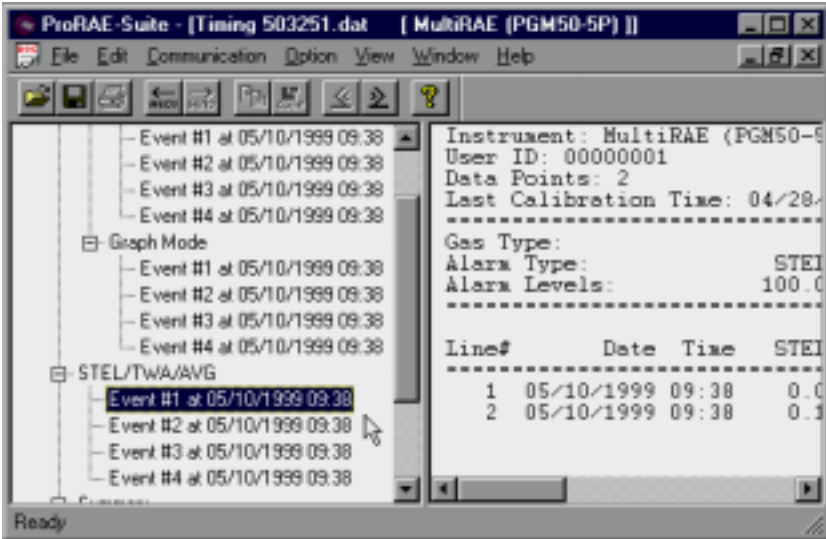 ProRAE-Suite - [Timing 503251.dat [ MultiRAE (PGM50-5P) ]]
File Edit Communication Option View Window Help
Event #1 at 05/10/1999 09:38
Event #2 at 05/10/1999 09:38
Event #3 at 05/10/1999 09:38
Event #4 at 05/10/1999 09:38
Graph Mode
Event #1 at 05/10/1999 09:38
Event #2 at 05/10/1999 09:38
Event #3 at 05/10/1999 09:38
Event #4 at 05/10/1999 09:38
STEL/TWA/AVG
Event #1 at 05/10/1999 09:38
Event #2 at 05/10/1999 09:38
Event #3 at 05/10/1999 09:38
Event #4 at 05/10/1999 09:38
Instrument: MultiRAE (PGM50-5
User ID: 00000001
Data Points: 2
Last Calibration Time: 04/28/
Gas Type:
Alarm Type: STEL
Alarm Levels: 100.0
Line# Date Time STEL
1 05/10/1999 09:38 0.0
2 05/10/1999 09:38 0.1
Ready